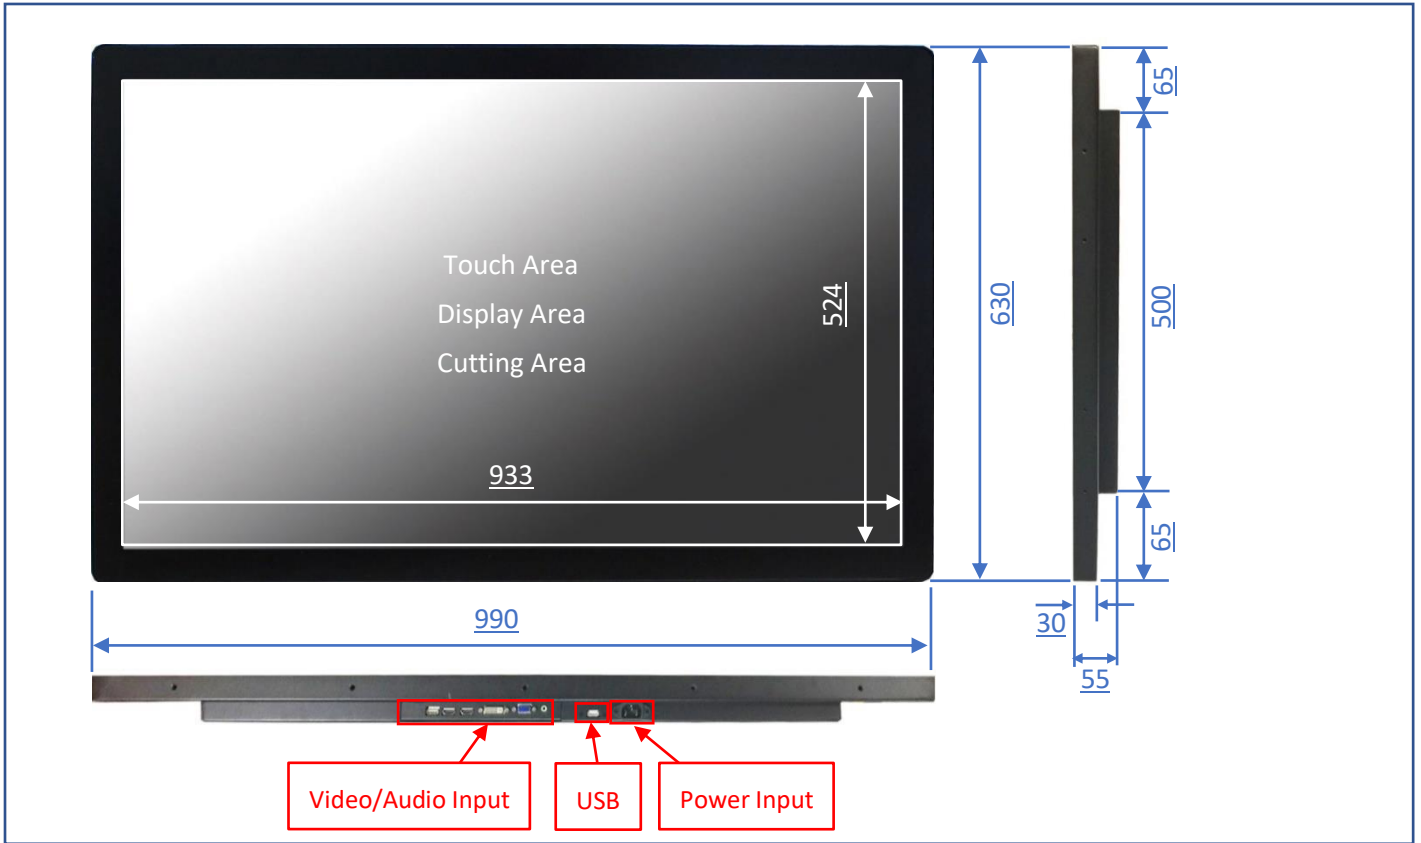 Touch Area
Display Area
Cutting Area
524
933
630
65
500
65
30
55
990
Video/Audio Input
USB
Power Input